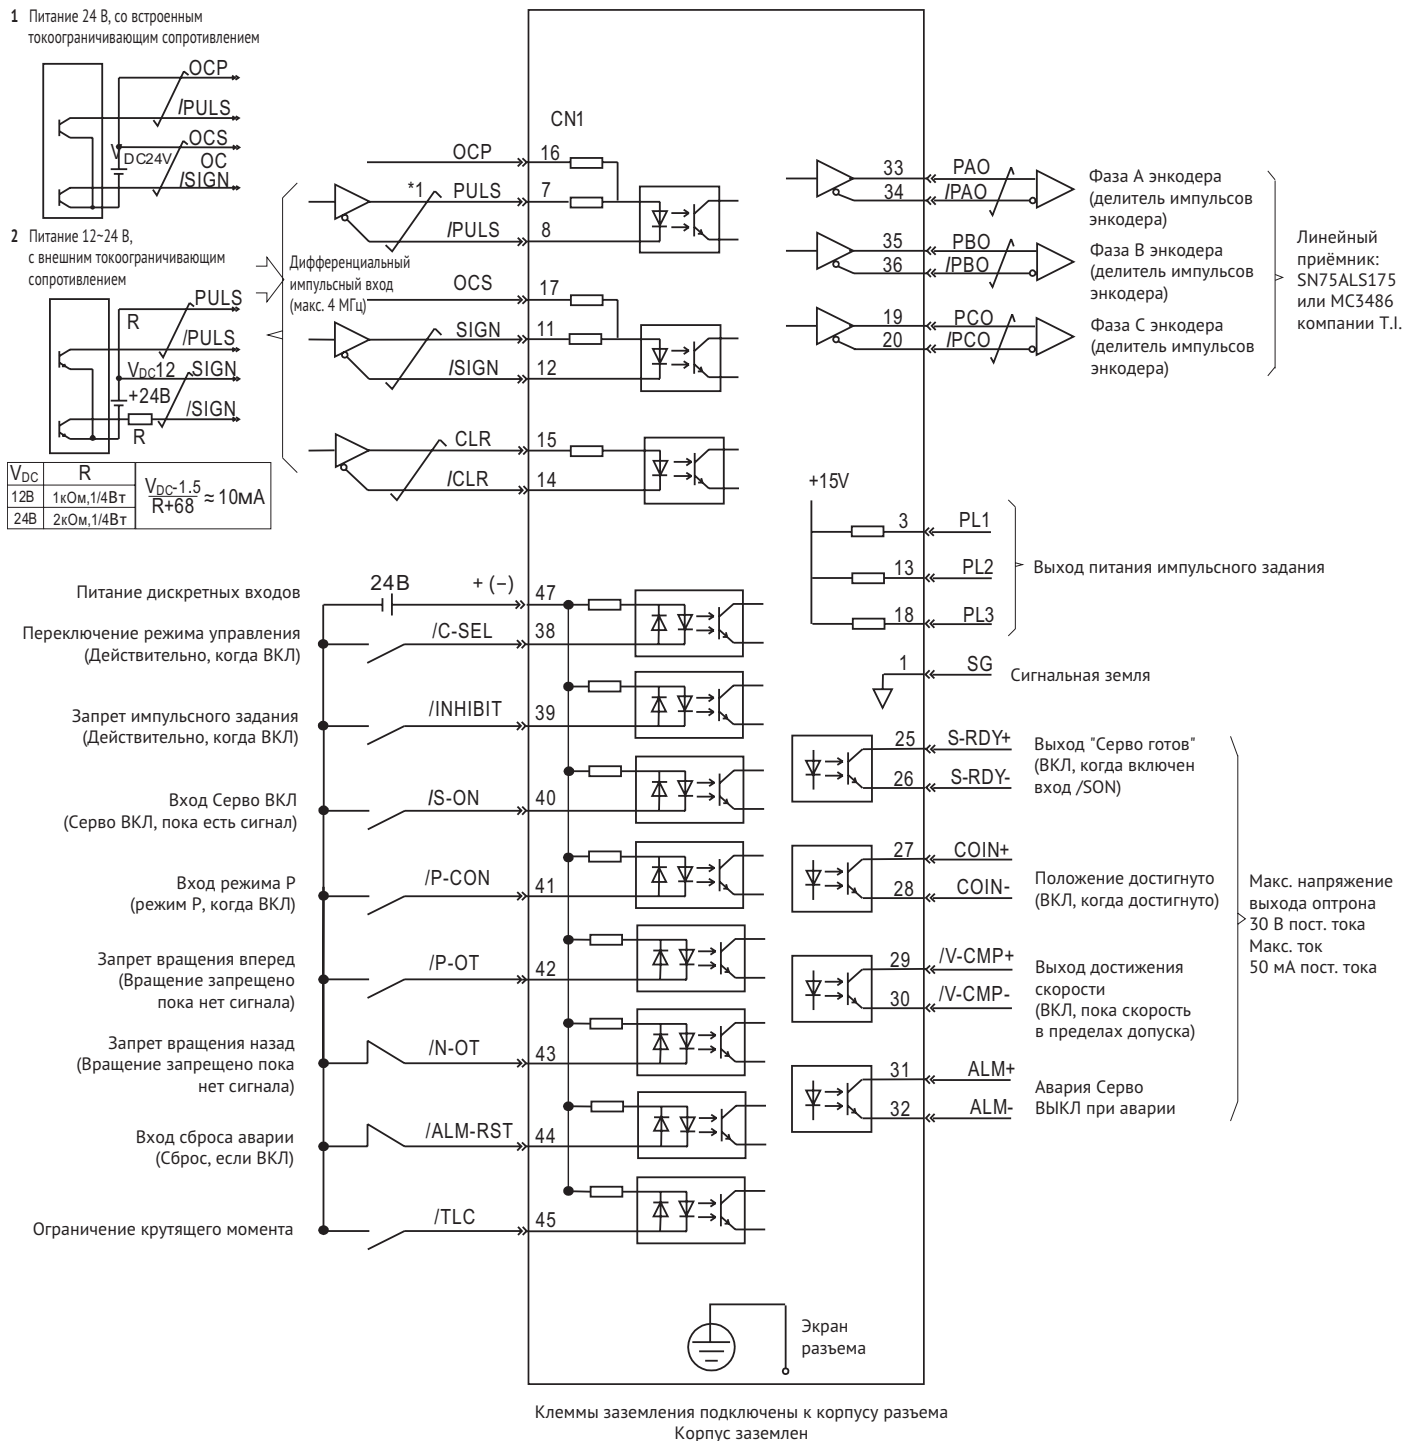 1 Питание 24 В, со встроенным
токоограничивающим сопротивлением
OCP
/PULS
OCS
V DC24V
OC
/SIGN
2 Питание 12~24 В,
с внешним токоограничивающим
сопротивлением
PULS
R
/PULS
VDC12
SIGN
+24В
/SIGN
R
VDC R
12В 1кОм,1/4Вт
24В 2кОм,1/4Вт
VDC-1.5
R+68
≈ 10мА
Дифференциальный
импульсный вход
(макс. 4 МГц)
CN1
OCP 16
*1 PULS 7
/PULS 8
OCS 17
SIGN 11
/SIGN 12
CLR 15
/CLR 14
Питание дискретных входов
24В + (–) 47
Переключение режима управления
(Действительно, когда ВКЛ)
/C-SEL 38
Запрет импульсного задания
(Действительно, когда ВКЛ)
/INHIBIT 39
Вход Серво ВКЛ
(Серво ВКЛ, пока есть сигнал)
/S-ON 40
Вход режима P
(режим P, когда ВКЛ)
/P-CON 41
Запрет вращения вперед
(Вращение запрещено
пока нет сигнала)
/P-OT 42
Запрет вращения назад
(Вращение запрещено пока
нет сигнала)
/N-OT 43
Вход сброса аварии
(Сброс, если ВКЛ)
/ALM-RST 44
Ограничение крутящего момента
/TLC 45
33 PAO
34 /PAO
Фаза A энкодера
(делитель импульсов
энкодера)
35 PBO
36 /PBO
Фаза B энкодера
(делитель импульсов
энкодера)
19 PCO
20 /PCO
Фаза C энкодера
(делитель импульсов
энкодера)
Линейный
приёмник:
SN75ALS175
или MC3486
компании T.I.
+15V
3 PL1
13 PL2
18 PL3
Выход питания импульсного задания
1 SG
Сигнальная земля
25 S-RDY+
26 S-RDY-
Выход "Серво готов"
(ВКЛ, когда включен
вход /SON)
27 COIN+
28 COIN-
Положение достигнуто
(ВКЛ, когда достигнуто)
29 /V-CMP+
30 /V-CMP-
Выход достижения
скорости
(ВКЛ, пока скорость
в пределах допуска)
31 ALM+
32 ALM-
Авария Серво
ВЫКЛ при аварии
Макс. напряжение
выхода оптрона
30 В пост. тока
Макс. ток
50 мА пост. тока
Экран
разъема
Клеммы заземления подключены к корпусу разъема
Корпус заземлен